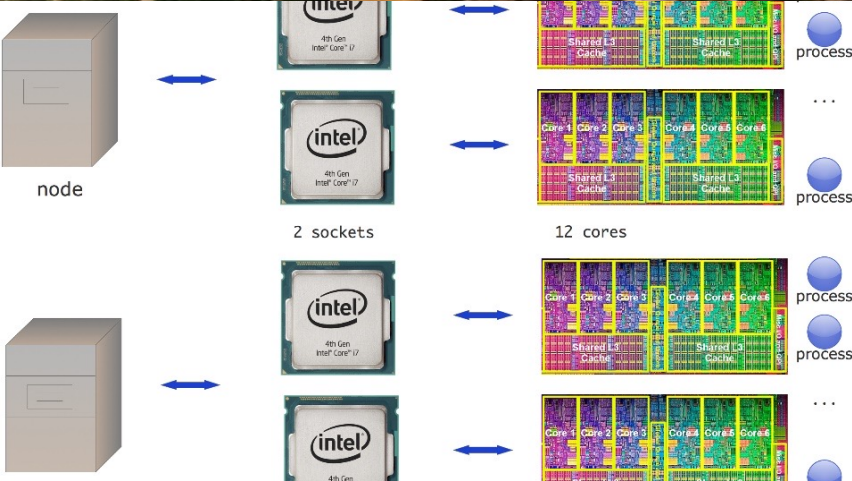 intel
4th Gen
Intel® Core™ i7
Shared L3
Cache
Shared L3
Cache
process
...
intel
4th Gen
Intel® Core™ i7
Core 1 Core 2 Core 3 Core 4 Core 5 Core 6
Shared L3
Cache
Shared L3
Cache
process
node
2 sockets
12 cores
intel
4th Gen
Intel® Core™ i7
Core 1 Core 2 Core 3 Core 4 Core 5 Core 6
Shared L3
Cache
Shared L3
Cache
process
process
...
intel
4th Gen
Core 1 Core 2 Core 3 Core 4 Core 5 Core 6